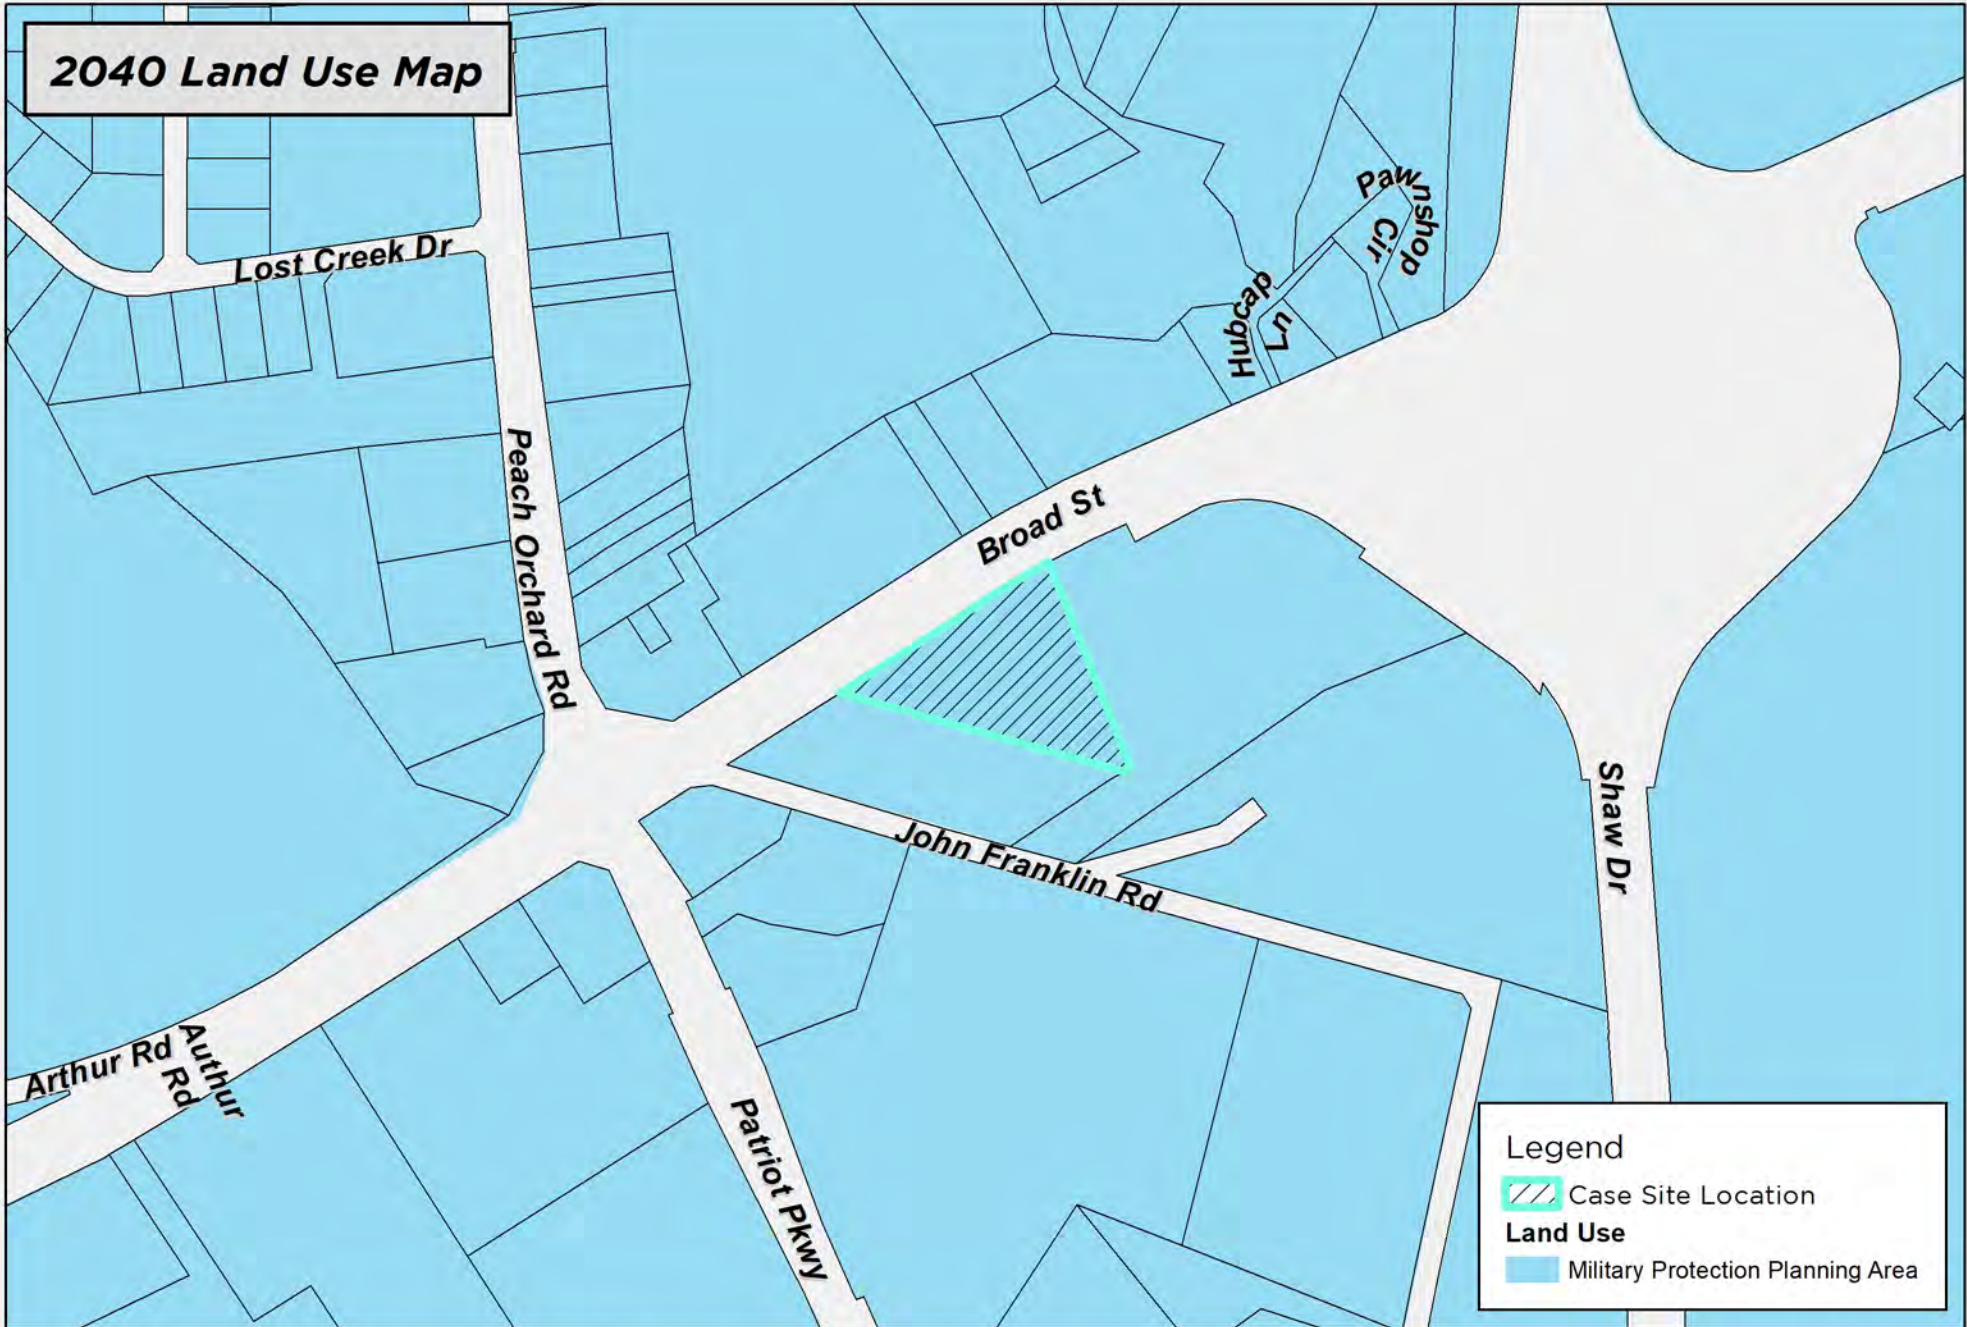 2040 Land Use Map
Pawnshop
Cir
Lost Creek Dr
Hubcap
Ln
Peach Orchard Rd
Broad St
Shaw Dr
John Franklin Rd
Arthur Rd
Authur
Rd
Patriot Pkwy
Legend
Case Site Location
Land Use
Military Protection Planning Area